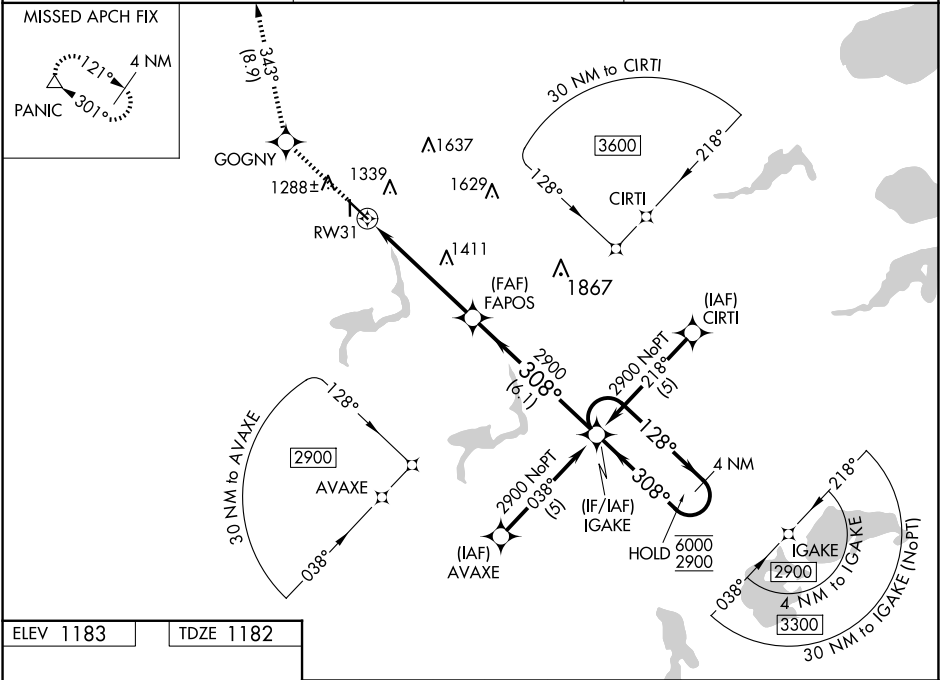 MISSED APCH FIX
4 NM
121°
301°
PANIC
343°
(8.9)
GOGNY
1288±
1339
1637
1629
RW31
1411
1867
30 NM to CIRTI
3600
218°
128°
CIRTI
(FAF)
FAPOS
(IAF)
CIRTI
2900
308°
(6.1)
2900 NoPT
218°
(5)
128°
4 NM
308°
30 NM to AVAXE
128°
2900
AVAXE
038°
2900 NoPT
038°
(5)
(IAF)
AVAXE
(IF/IAF)
IGAKE
HOLD
6000
2900
218°
IGAKE
2900
038°
4 NM to IGAKE
3300
30 NM to IGAKE (NoPT)
ELEV 1183
TDZE 1182